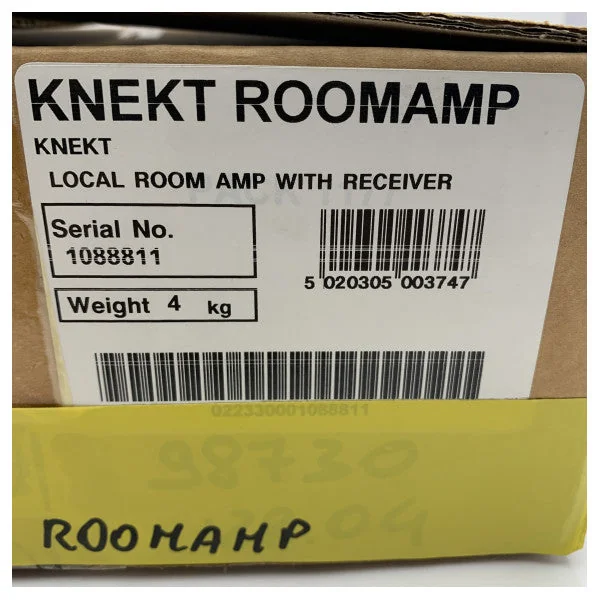 KNEKT ROOMAMP
KNEKT
LOCAL ROOM AMP WITH RECEIVER
Serial No.
1088811
5 020305 003747
Weight 4 kg
022330001088811
98730
04
ROOMAMP